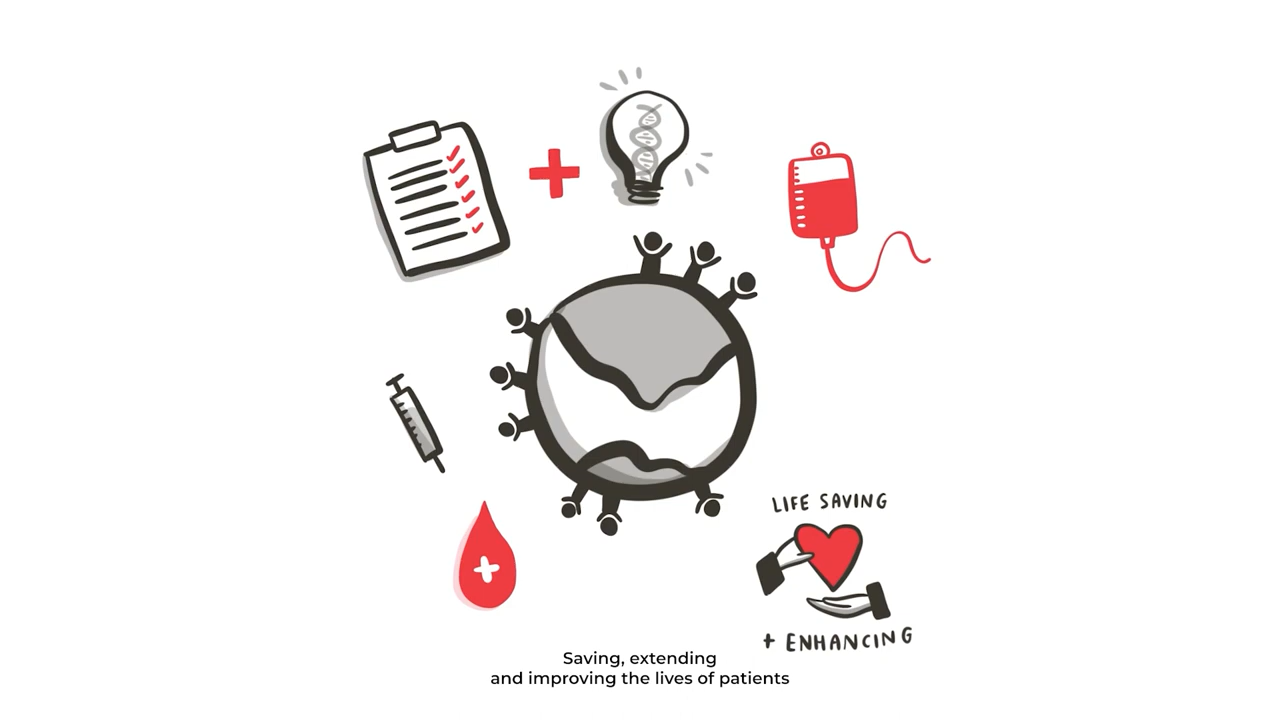 LIFE SAVING
+ ENHANCING
Saving, extending
and improving the lives of patients